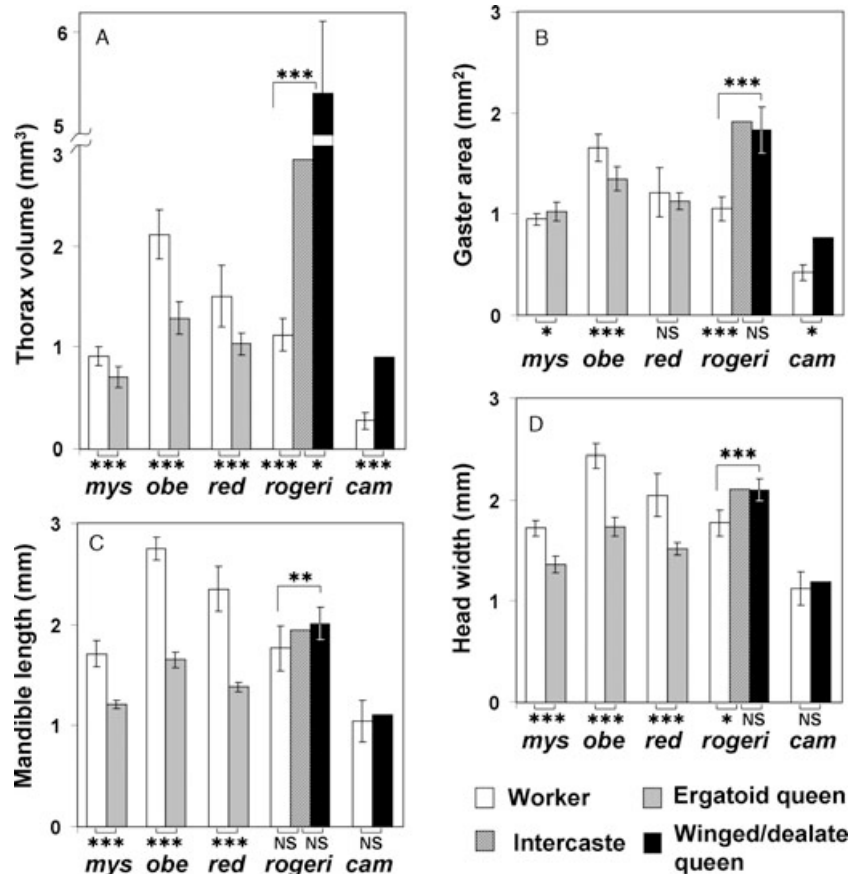 A
Thorax volume (mm³)
6
5
3
2
1
0
***
*** *** *** *** * ***
mys obe red rogeri cam
B
Gaster area (mm²)
3
2
1
0
***
* *** NS *** NS *
mys obe red rogeri cam
C
Mandible length (mm)
3
2
1
0
**
*** *** *** NS NS NS
mys obe red rogeri cam
D
Head width (mm)
3
2
1
0
***
*** *** *** * NS NS
mys obe red rogeri cam
Worker
Ergatoid queen
Intercaste
Winged/dealate
queen